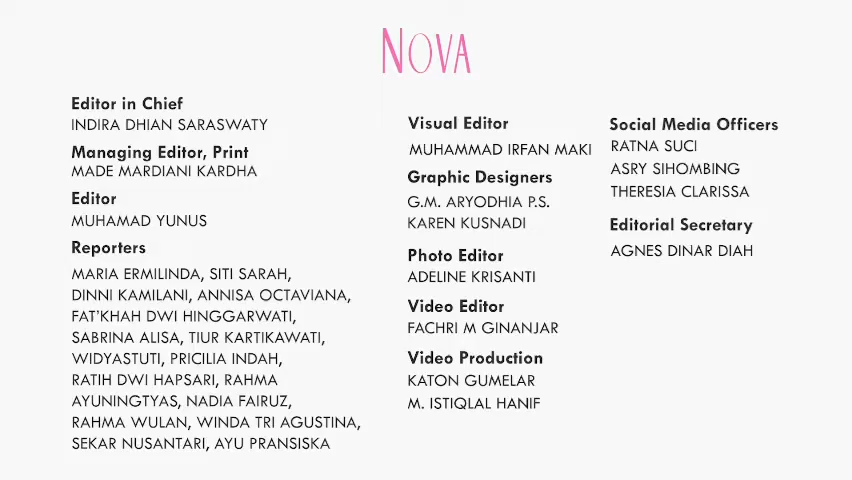 NOVA
Editor in Chief
INDIRA DHIAN SARASWATY
Managing Editor, Print
MADE MARDIANI KARDHA
Editor
MUHAMAD YUNUS
Reporters
MARIA ERMILINDA, SITI SARAH,
DINNI KAMILANI, ANNISA OCTAVIANA,
FAT'KHAH DWI HINGGARWATI,
SABRINA ALISA, TIUR KARTIKAWATI,
WIDYASTUTI, PRICILIA INDAH,
RATIH DWI HAPSARI, RAHMA
AYUNINGTYAS, NADIA FAIRUZ,
RAHMA WULAN, WINDA TRI AGUSTINA,
SEKAR NUSANTARI, AYU PRANSISKA
Visual Editor
MUHAMMAD IRFAN MAKI
Graphic Designers
G.M. ARYODHIA P.S.
KAREN KUSNADI
Photo Editor
ADELINE KRISANTI
Video Editor
FACHRI M GINANJAR
Video Production
KATON GUMELAR
M. ISTIQLAL HANIF
Social Media Officers
RATNA SUCI
ASRY SIHOMBING
THERESIA CLARISSA
Editorial Secretary
AGNES DINAR DIAH